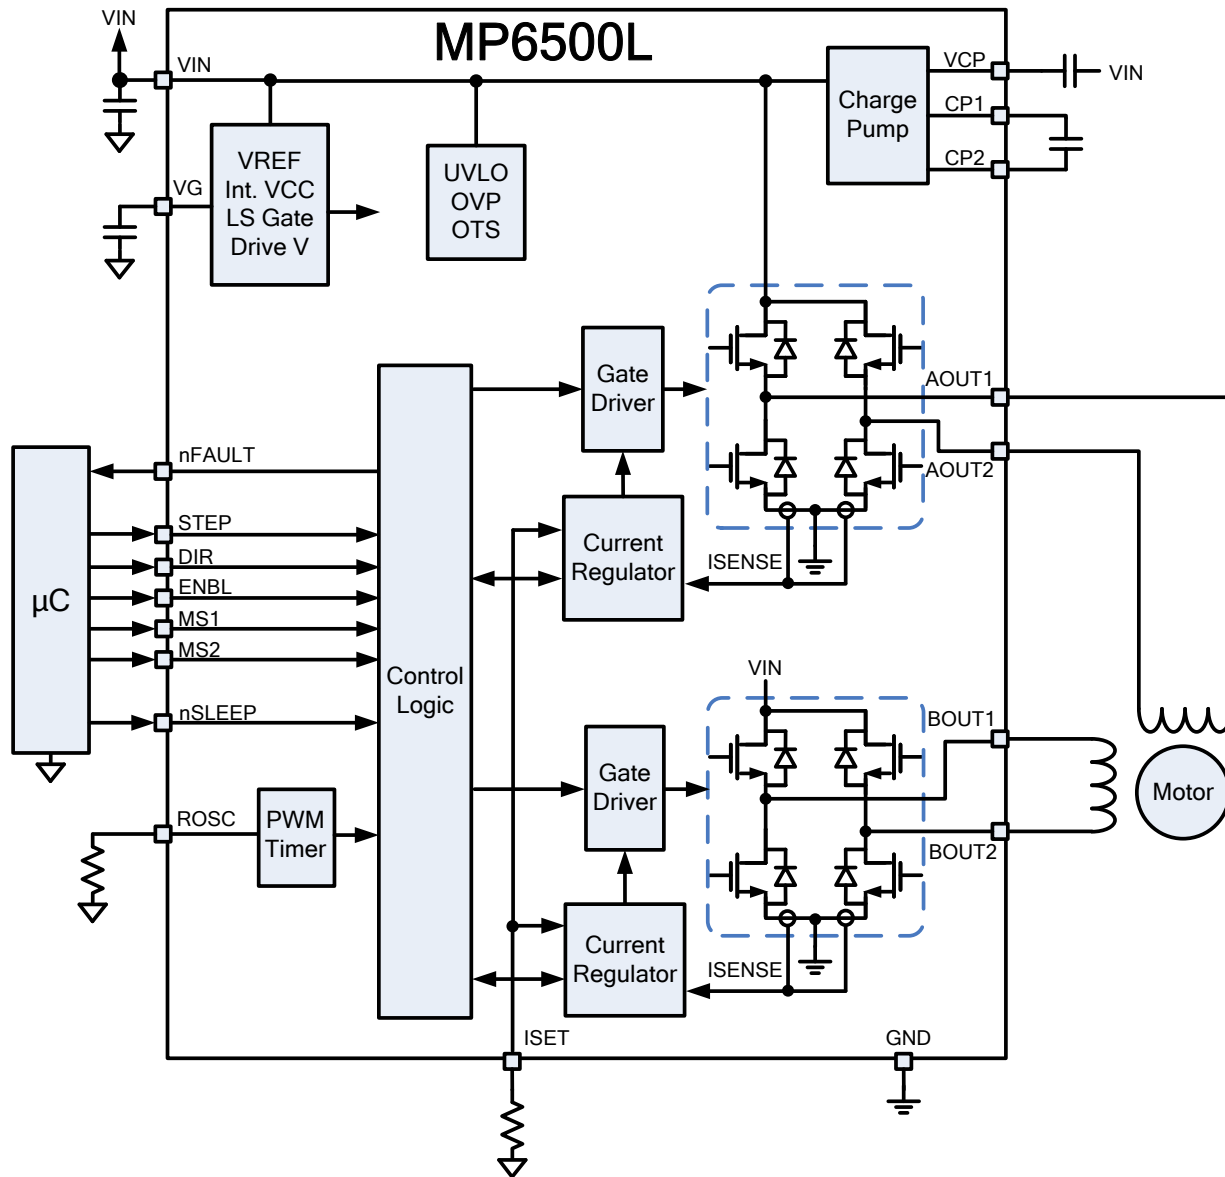 VIN
MP6500L
VIN
VCP
VIN
Charge
Pump
CP1
CP2
VREF
Int. VCC
LS Gate
Drive V
UVLO
OVP
OTS
VG
Gate
Driver
AOUT1
AOUT2
nFAULT
STEP
DIR
ENBL
MS1
MS2
nSLEEP
µC
Current
Regulator
ISENSE
Control
Logic
VIN
BOUT1
BOUT2
Gate
Driver
Motor
ROSC
PWM
Timer
Current
Regulator
ISENSE
ISET
GND